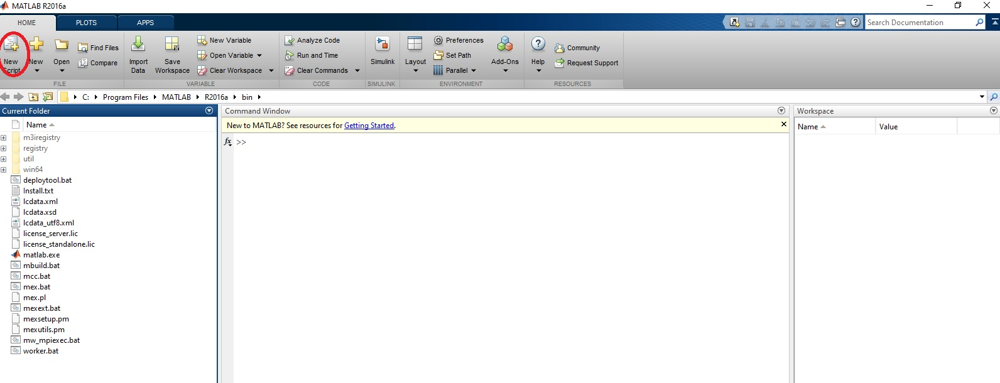 MATLAB R2016a
HOME PLOTS APPS
Search Documentation
New Script
New
Open
Find Files
Compare
FILE
Import Data
Save Workspace
New Variable
Open Variable
Clear Workspace
VARIABLE
Analyze Code
Run and Time
Clear Commands
CODE
Simulink
SIMULINK
Layout
Preferences
Set Path
Parallel
Add-Ons
ENVIRONMENT
Help
Community
Request Support
RESOURCES
C: Program Files MATLAB R2016a bin
Current Folder
Name
m3iregistry
registry
util
win64
deploytool.bat
Install.txt
lcdata.xml
lcdata.xsd
lcdata_utf8.xml
license_server.lic
license_standalone.lic
matlab.exe
mbuild.bat
mcc.bat
mex.bat
mex.pl
mexext.bat
mexsetup.pm
mexutils.pm
mw_mpiexec.bat
worker.bat
Command Window
New to MATLAB? See resources for Getting Started.
fx >>
Workspace
Name Value